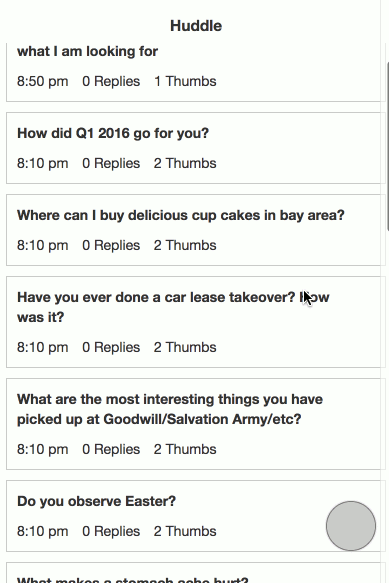 Huddle
what I am looking for
8:50 pm 0 Replies 1 Thumbs
How did Q1 2016 go for you?
8:10 pm 0 Replies 2 Thumbs
Where can I buy delicious cup cakes in bay area?
8:10 pm 0 Replies 2 Thumbs
Have you ever done a car lease takeover? How
was it?
8:10 pm 0 Replies 2 Thumbs
What are the most interesting things you have
picked up at Goodwill/Salvation Army/etc?
8:10 pm 0 Replies 2 Thumbs
Do you observe Easter?
8:10 pm 0 Replies 2 Thumbs
What makes a stomach ache hurt?